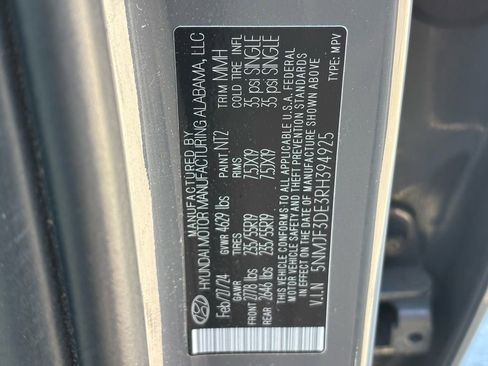 MANUFACTURED BY
HYUNDAI MOTOR MANUFACTURING ALABAMA, LLC
Feb/27/24 GVWR 4629 lbs PAINT NT2 TRIM MMH
GAWR TIRES RIMS COLD TIRE INFL
FRONT 2778 lbs 235/55R19 7.5JX19 35 psi SINGLE
REAR 2646 lbs 235/55R19 7.5JX19 35 psi SINGLE
THIS VEHICLE CONFORMS TO ALL APPLICABLE U.S.A. FEDERAL
MOTOR VEHICLE SAFETY AND THEFT PREVENTION STANDARDS
IN EFFECT ON THE DATE OF MANUFACTURE SHOWN ABOVE
V.I.N 5NMJF3DE3RH394925 TYPE: MPV